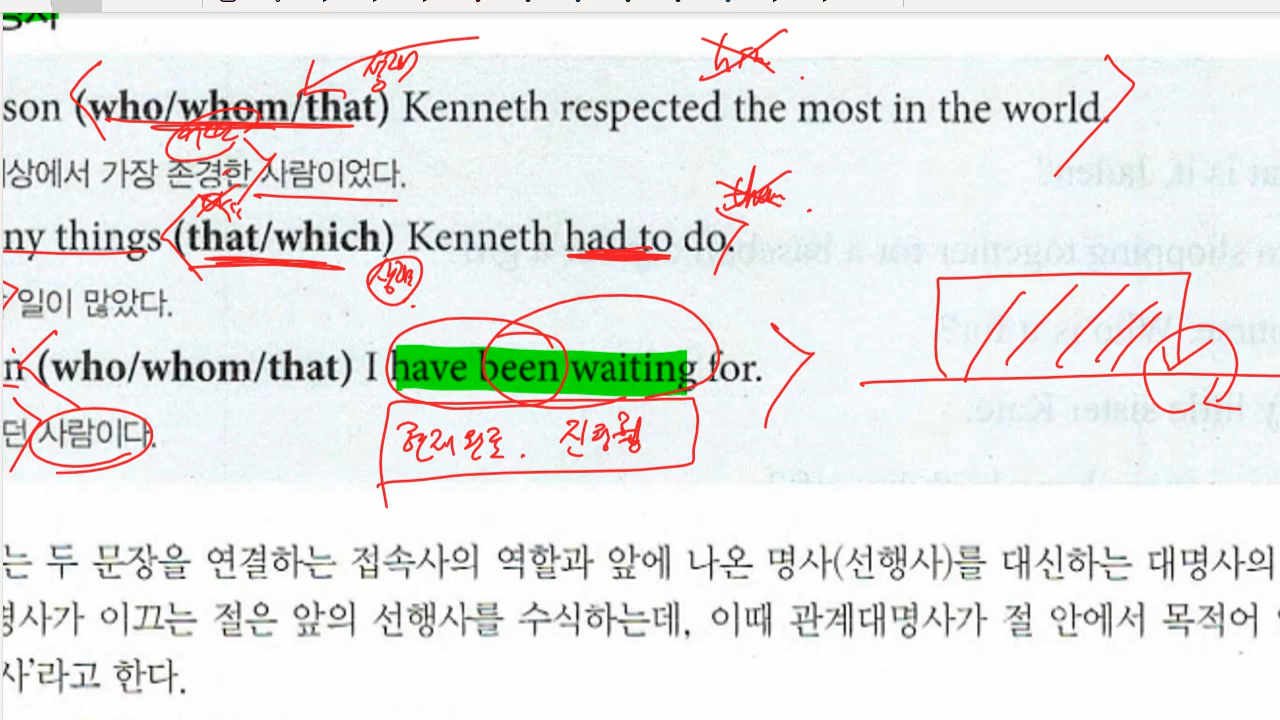 son (who/whom/that) Kenneth respected the most in the world.
생략
상에서 가장 존경한 사람이었다.
ny things (that/which) Kenneth had to do.
생략
일이 많았다.
n (who/whom/that) I have been waiting for.
던 사람이다.
현재완료. 진행형
는 두 문장을 연결하는 접속사의 역할과 앞에 나온 명사(선행사)를 대신하는 대명사의
명사가 이끄는 절은 앞의 선행사를 수식하는데, 이때 관계대명사가 절 안에서 목적어
사'라고 한다.